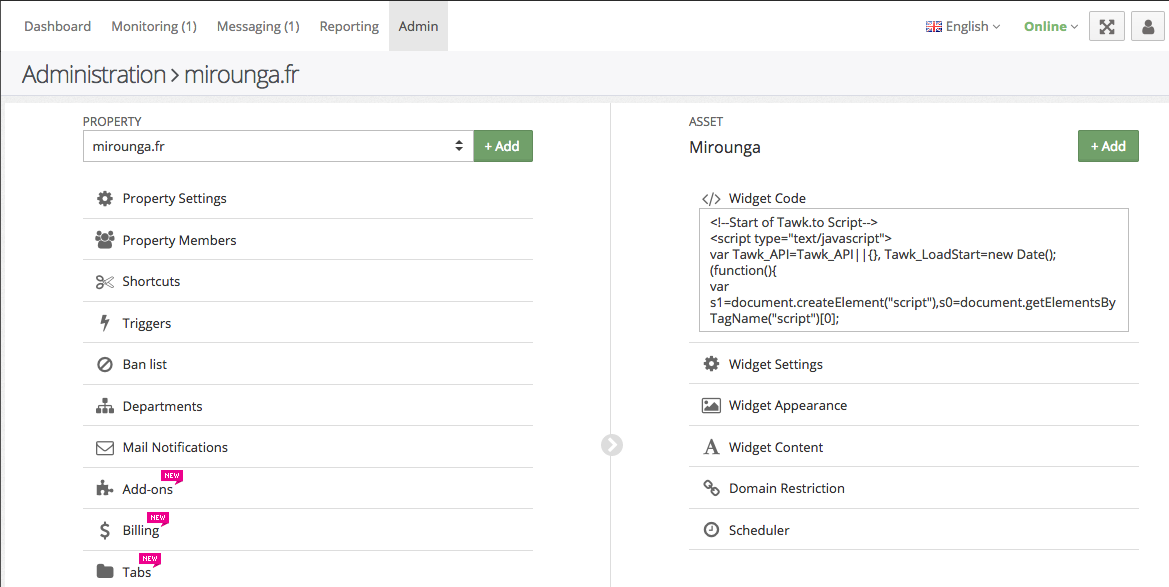 Dashboard Monitoring (1) Messaging (1) Reporting Admin English Online
Administration > mirounga.fr
PROPERTY
mirounga.fr + Add
Property Settings
Property Members
Shortcuts
Triggers
Ban list
Departments
Mail Notifications
NEW
Add-ons
NEW
Billing
NEW
Tabs
ASSET
Mirounga + Add
</> Widget Code
<!--Start of Tawk.to Script-->
<script type="text/javascript">
var Tawk_API=Tawk_API||{}, Tawk_LoadStart=new Date();
(function(){
var
s1=document.createElement("script"),s0=document.getElementsBy
TagName("script")[0];
Widget Settings
Widget Appearance
Widget Content
Domain Restriction
Scheduler